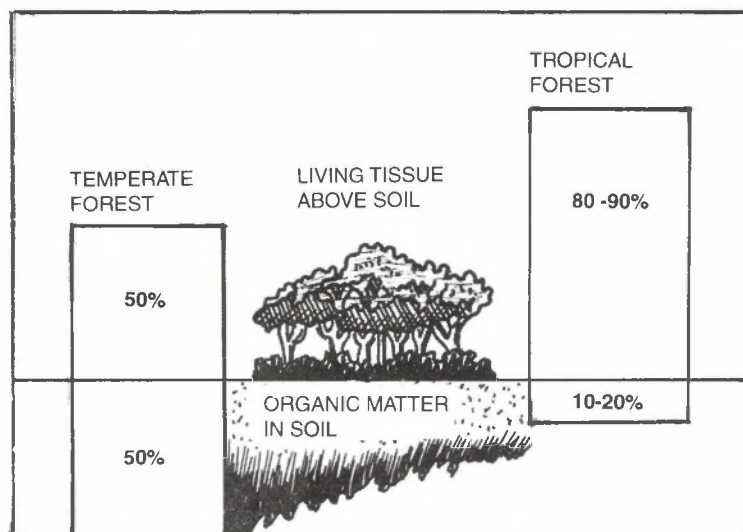 TROPICAL
FOREST
TEMPERATE
FOREST
LIVING TISSUE
ABOVE SOIL
80 -90%
50%
ORGANIC MATTER
IN SOIL
10-20%
50%